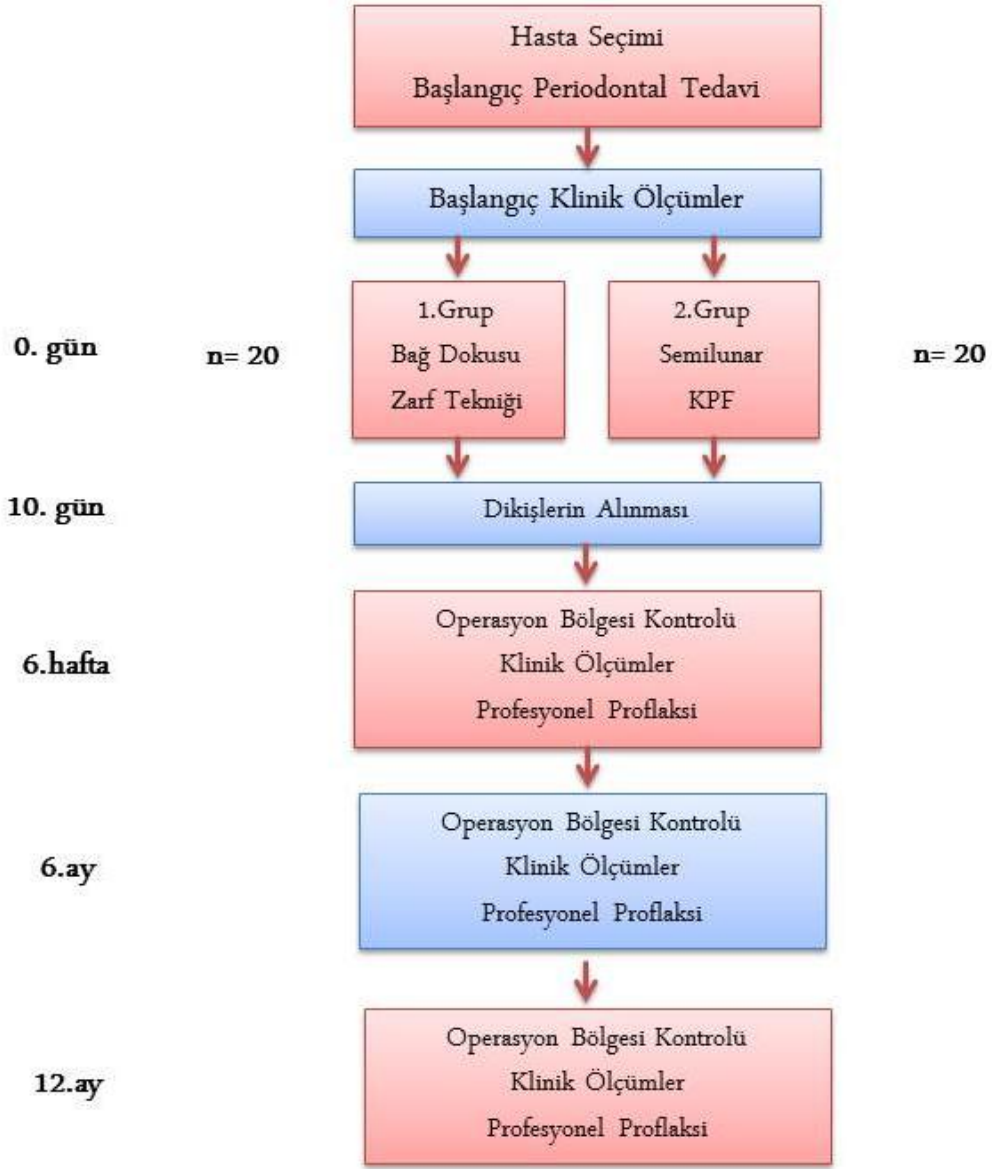 Hasta Seçimi
Başlangıç Periodontal Tedavi
Başlangıç Klinik Ölçümler
0. gün
n= 20
1.Grup
Bağ Dokusu
Zarf Tekniği
2.Grup
Semilunar
KPF
n= 20
10. gün
Dikişlerin Alınması
6.hafta
Operasyon Bölgesi Kontrolü
Klinik Ölçümler
Profesyonel Proflaksi
6.ay
Operasyon Bölgesi Kontrolü
Klinik Ölçümler
Profesyonel Proflaksi
12.ay
Operasyon Bölgesi Kontrolü
Klinik Ölçümler
Profesyonel Proflaksi